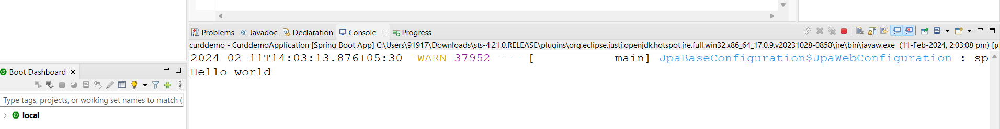 Problems @ Javadoc Declaration Console Progress
curddemo - CurddemoApplication [Spring Boot App] C:\Users\91917\Downloads\sts-4.21.0.RELEASE\plugins\org.eclipse.justj.openjdk.hotspot.jre.full.win32.x86_64_17.0.9.v20231028-0858\jre\bin\javaw.exe (11-Feb-2024, 2:03:08 pm) [pi
2024-02-11T14:03:13.876+05:30  WARN 37952 --- [           main] JpaBaseConfiguration$JpaWebConfiguration : sp
Hello world
Boot Dashboard
Type tags, projects, or working set names to match (
local